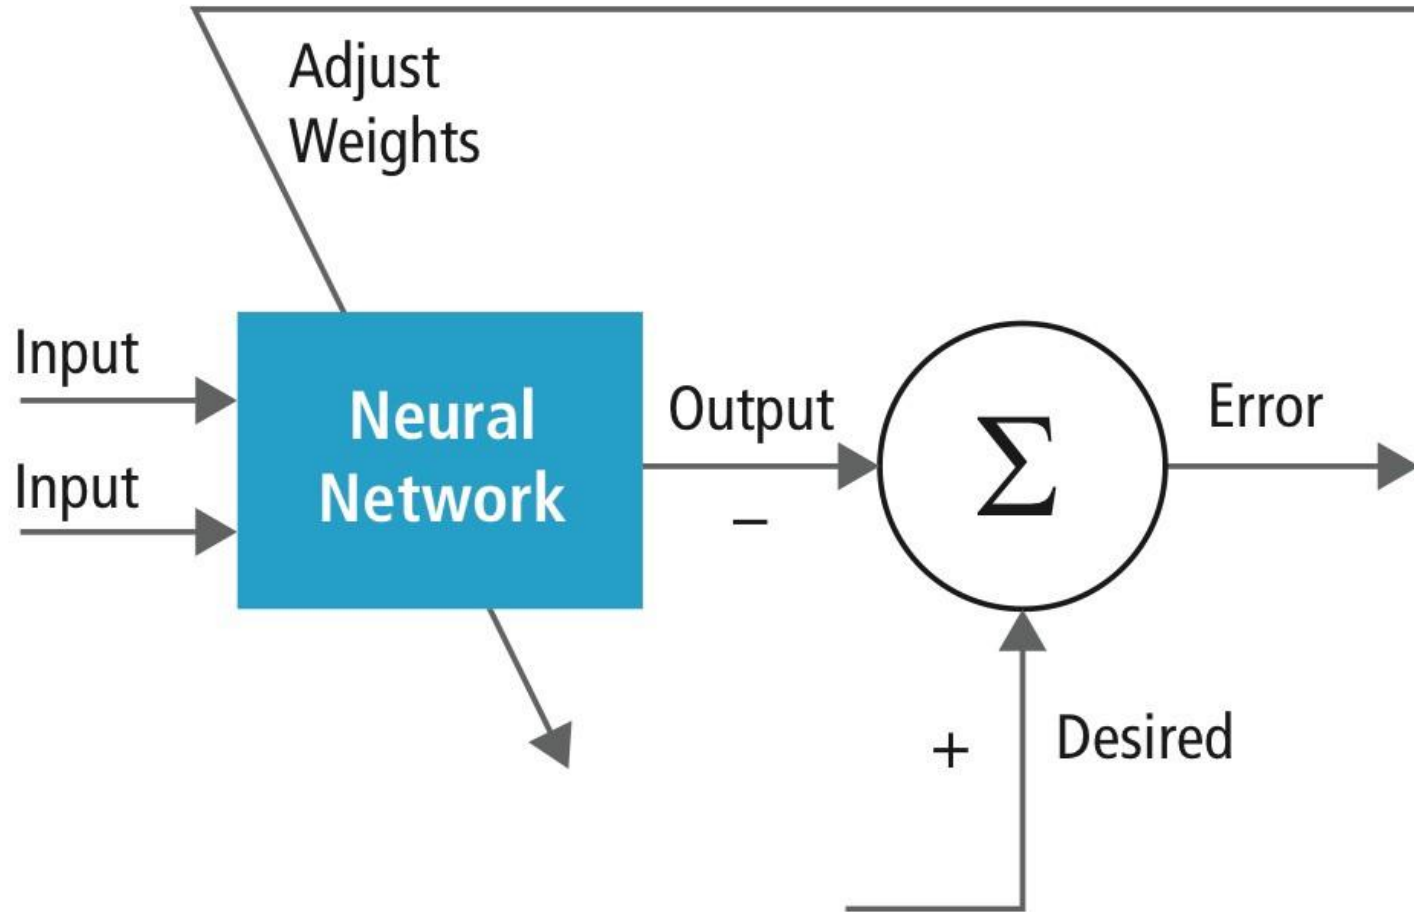 Adjust
Weights
Input
Input
Neural
Network
Output
−
Σ
Error
+
Desired